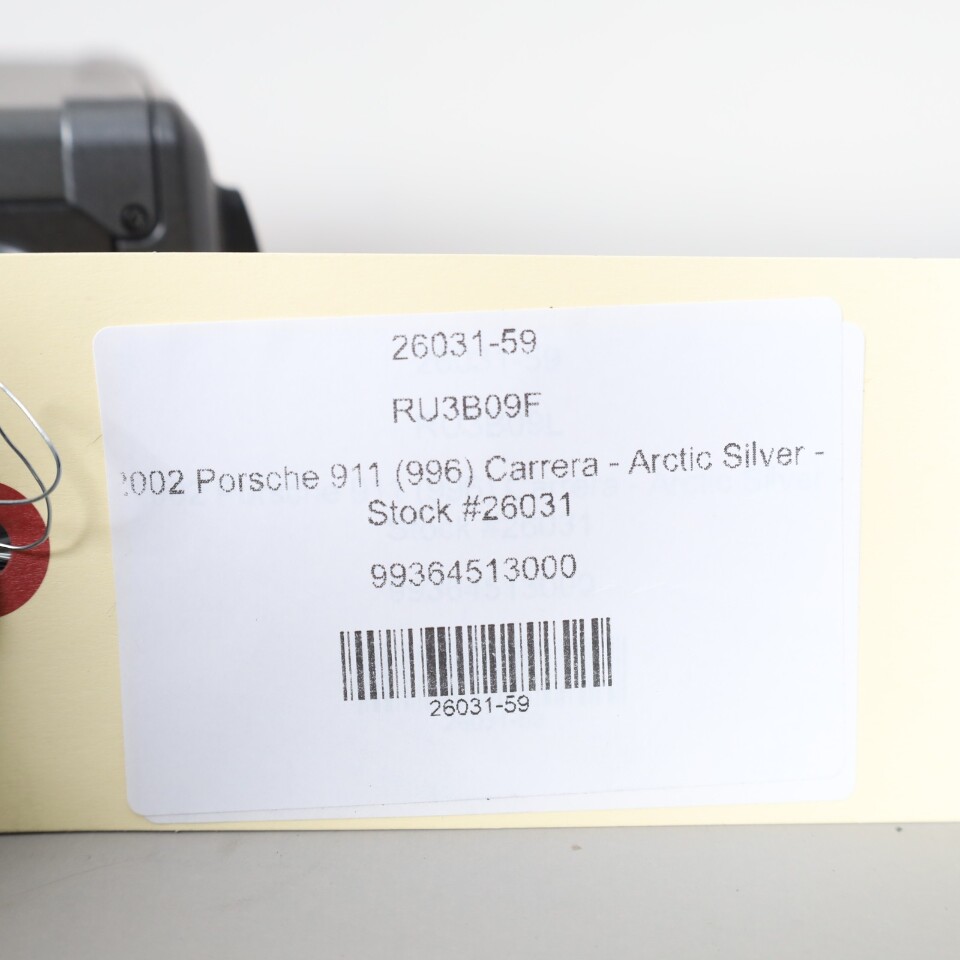 26031-59
RU3B09F
2002 Porsche 911 (996) Carrera - Arctic Silver -
Stock #26031
99364513000
26031-59